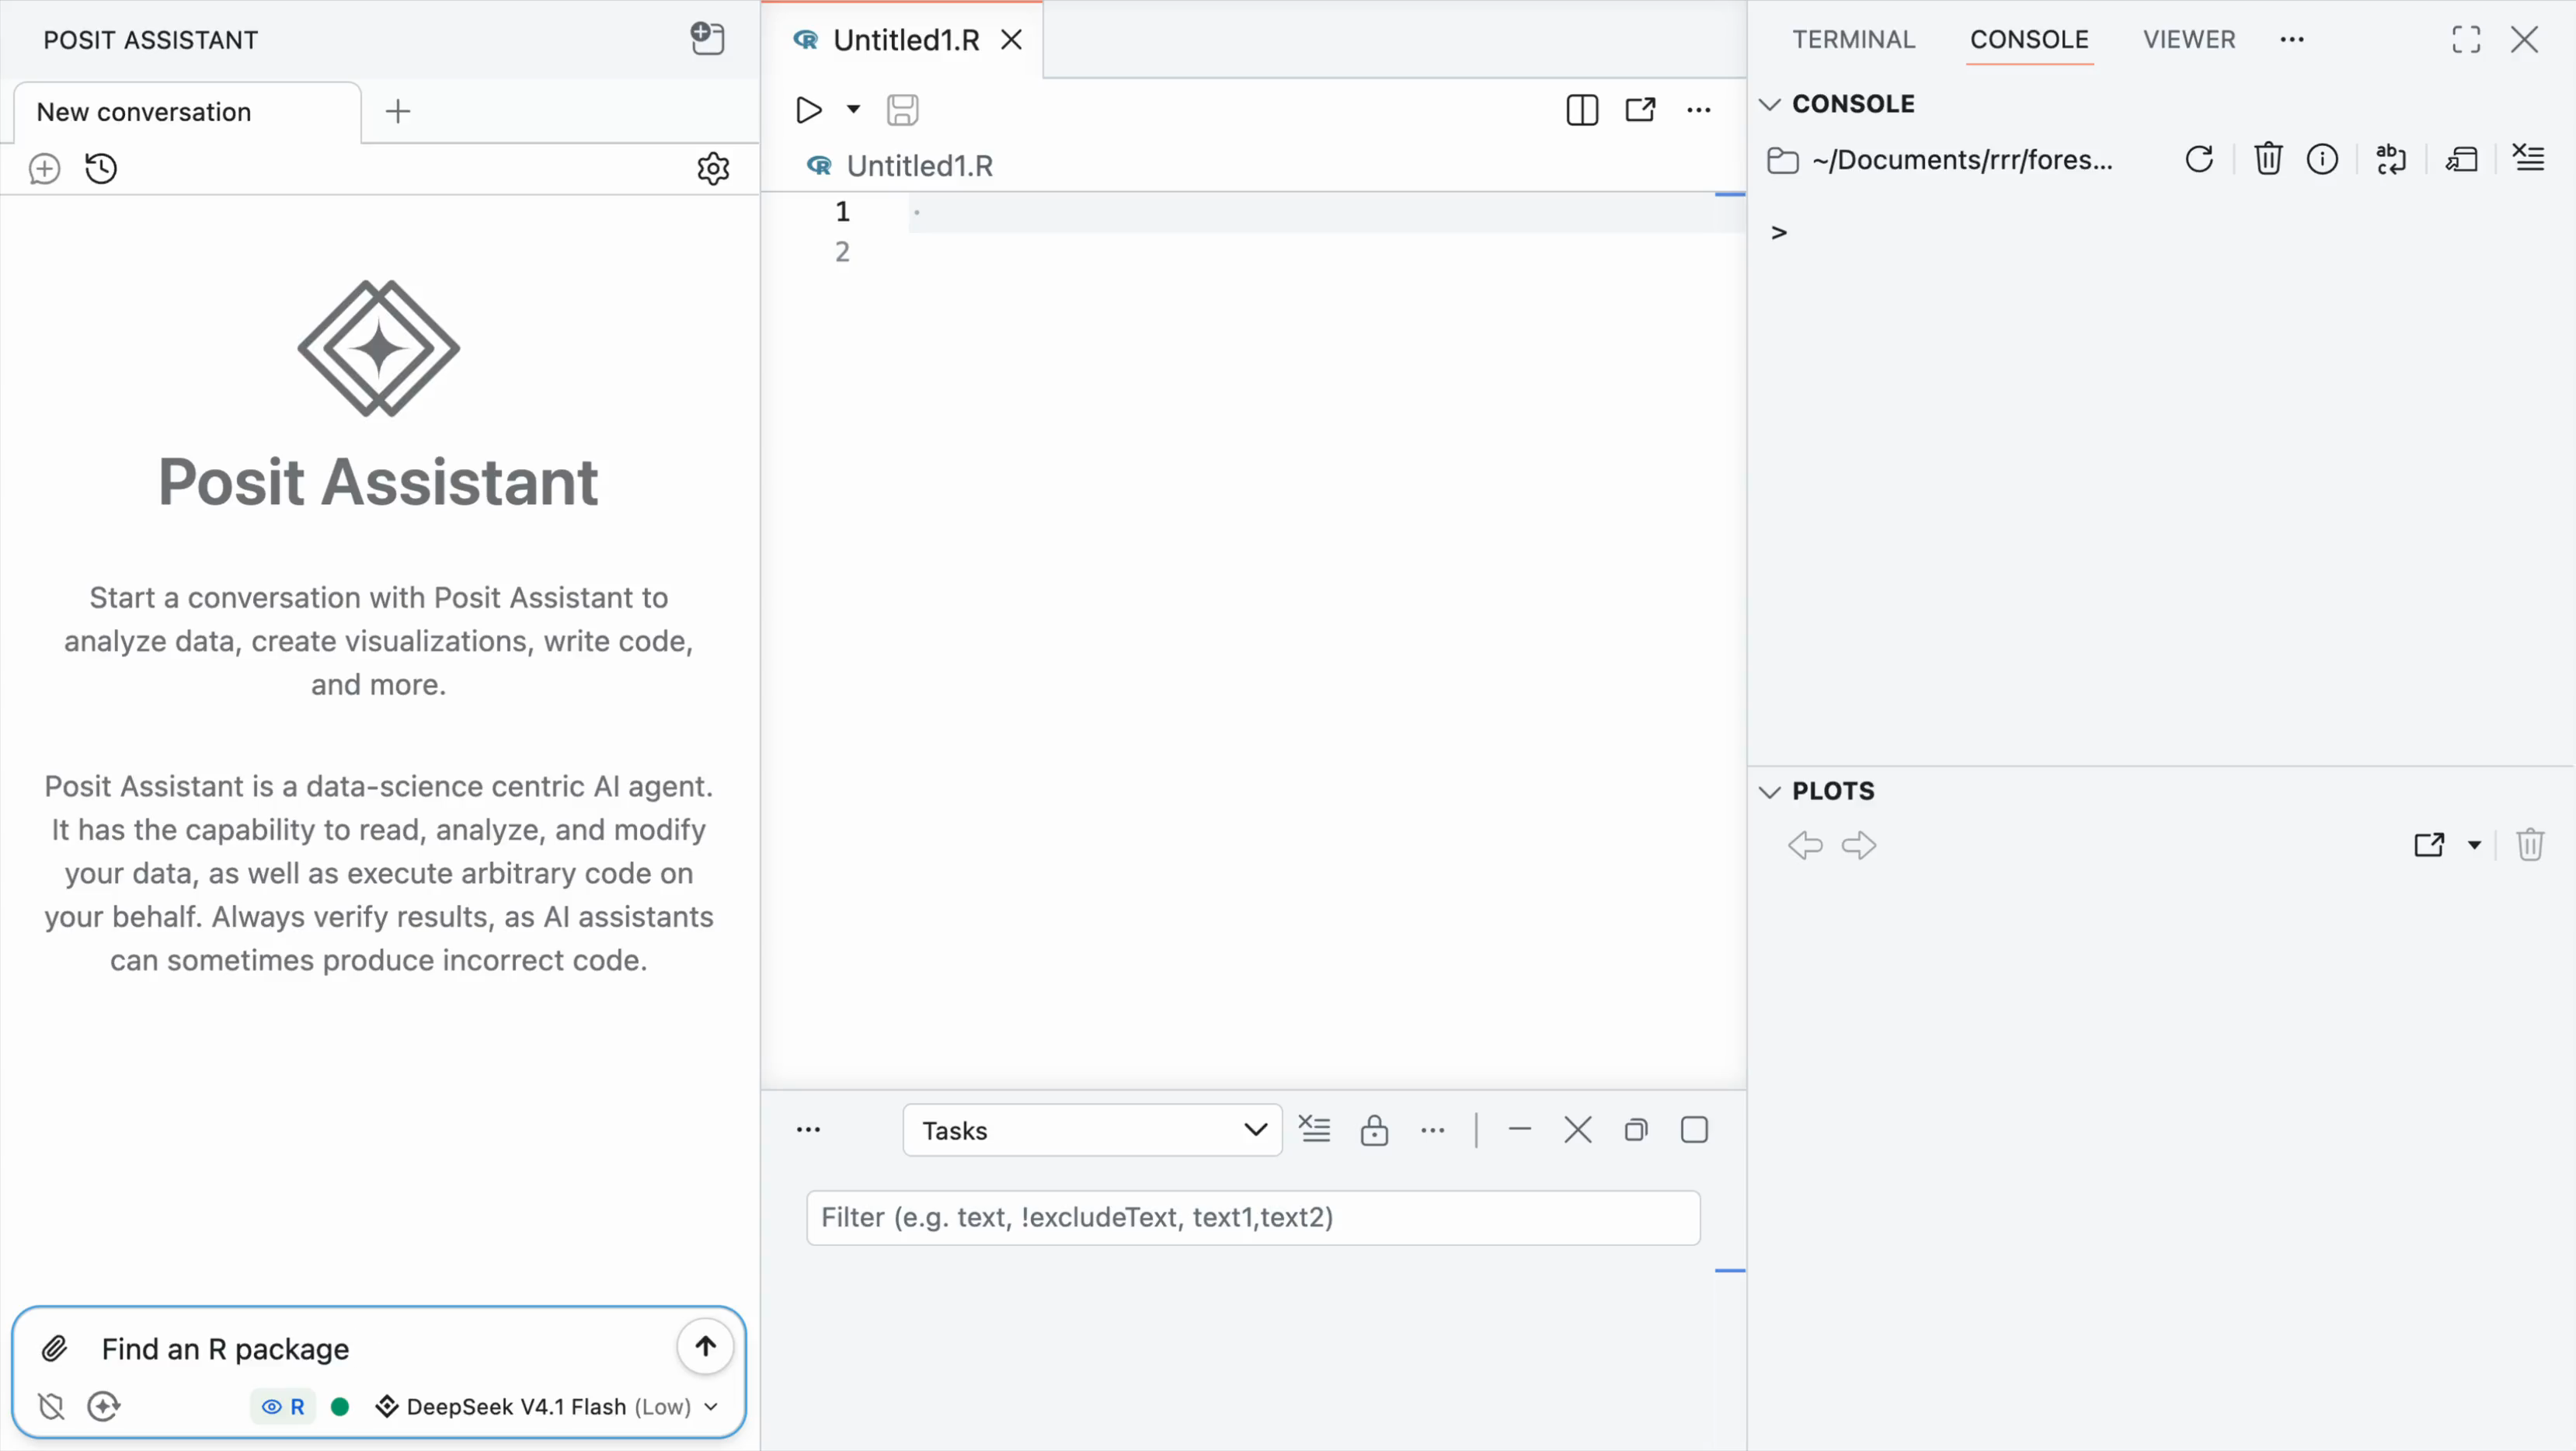 POSIT ASSISTANT
New conversation
Posit Assistant
Start a conversation with Posit Assistant to
analyze data, create visualizations, write code,
and more.
Posit Assistant is a data-science centric AI agent.
It has the capability to read, analyze, and modify
your data, as well as execute arbitrary code on
your behalf. Always verify results, as AI assistants
can sometimes produce incorrect code.
Find an R package
R
DeepSeek V4.1 Flash (Low)
Untitled1.R
Untitled1.R
1
2
Tasks
Filter (e.g. text, !excludeText, text1,text2)
TERMINAL CONSOLE VIEWER
CONSOLE
~/Documents/rrr/fores...
>
PLOTS